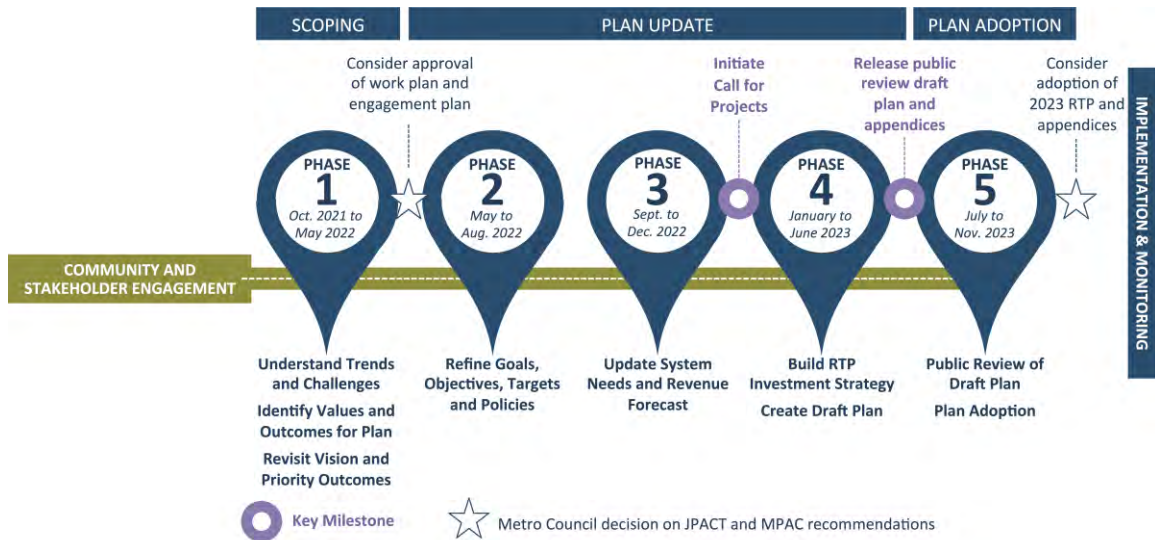 SCOPING
PLAN UPDATE
PLAN ADOPTION
Consider approval
of work plan and
engagement plan
Initiate
Call for
Projects
Release public
review draft
plan and
appendices
Consider
adoption of
2023 RTP and
appendices
IMPLEMENTATION & MONITORING
PHASE
1
Oct. 2021 to
May 2022
PHASE
2
May to
Aug. 2022
PHASE
3
Sept. to
Dec. 2022
PHASE
4
January to
June 2023
PHASE
5
July to
Nov. 2023
COMMUNITY AND
STAKEHOLDER ENGAGEMENT
Understand Trends
and Challenges
Identify Values and
Outcomes for Plan
Revisit Vision and
Priority Outcomes
Refine Goals,
Objectives, Targets
and Policies
Update System
Needs and Revenue
Forecast
Build RTP
Investment Strategy
Create Draft Plan
Public Review of
Draft Plan
Plan Adoption
Key Milestone
Metro Council decision on JPACT and MPAC recommendations